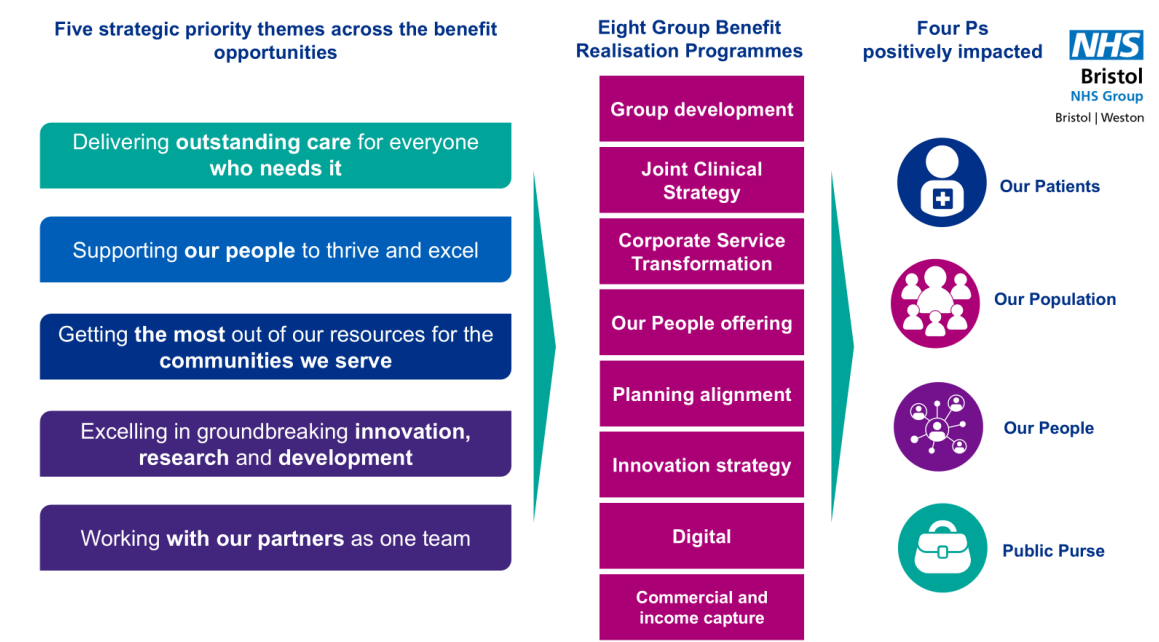 Five strategic priority themes across the benefit
opportunities
Delivering outstanding care for everyone
who needs it
Supporting our people to thrive and excel
Getting the most out of our resources for the
communities we serve
Excelling in groundbreaking innovation,
research and development
Working with our partners as one team
Eight Group Benefit
Realisation Programmes
Group development
Joint Clinical
Strategy
Corporate Service
Transformation
Our People offering
Planning alignment
Innovation strategy
Digital
Commercial and
income capture
Four Ps
positively impacted
Our Patients
Our Population
Our People
Public Purse
NHS
Bristol
NHS Group
Bristol | Weston